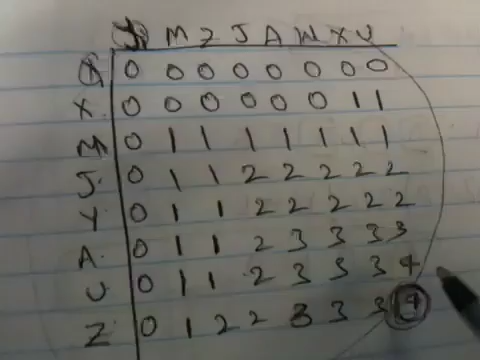 M Z J A W X U
0 0 0 0 0 0 0 0
X 0 0 0 0 0 0 1 1
M 0 1 1 1 1 1 1 1
J 0 1 1 2 2 2 2 2
Y 0 1 1 2 2 2 2 2
A 0 1 1 2 3 3 3 3
U 0 1 1 2 3 3 3 4
Z 0 1 2 2 3 3 3 4